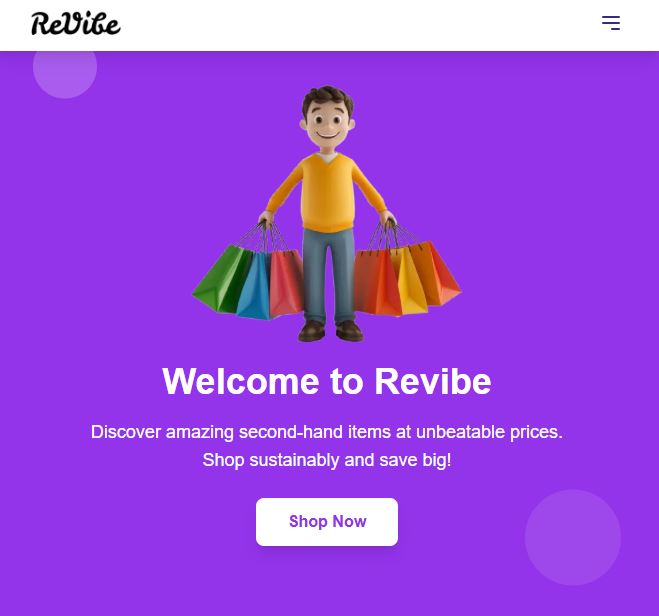 ReVibe
Welcome to Revibe
Discover amazing second-hand items at unbeatable prices.
Shop sustainably and save big!
Shop Now